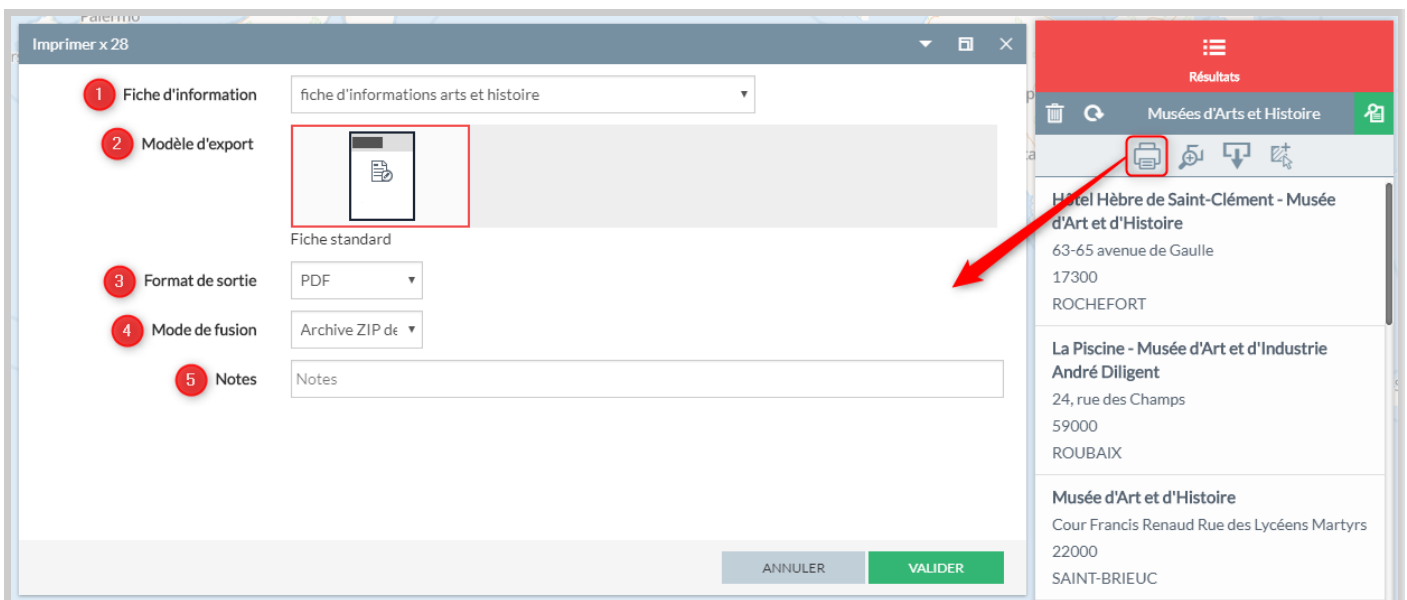 Palermo
Imprimer x 28
1 Fiche d'information
fiche d'informations arts et histoire
2 Modèle d'export
Fiche standard
3 Format de sortie
PDF
4 Mode de fusion
Archive ZIP de
5 Notes
Notes
ANNULER
VALIDER
Résultats
Musées d'Arts et Histoire
Hôtel Hèbre de Saint-Clément - Musée
d'Art et d'Histoire
63-65 avenue de Gaulle
17300
ROCHEFORT
La Piscine - Musée d'Art et d'Industrie
André Diligent
24, rue des Champs
59000
ROUBAIX
Musée d'Art et d'Histoire
Cour Francis Renaud Rue des Lycéens Martyrs
22000
SAINT-BRIEUC